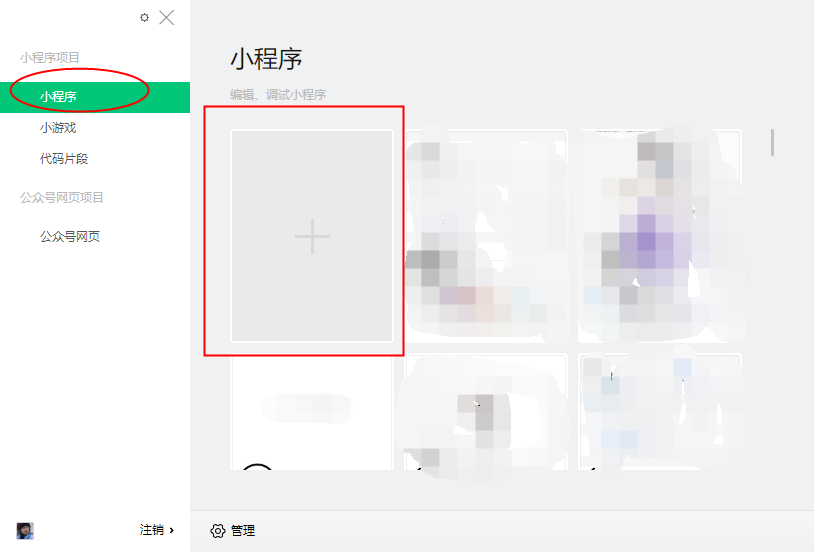 小程序项目
小程序
小游戏
代码片段
公众号网页项目
公众号网页
注销
小程序
编辑、调试小程序
管理